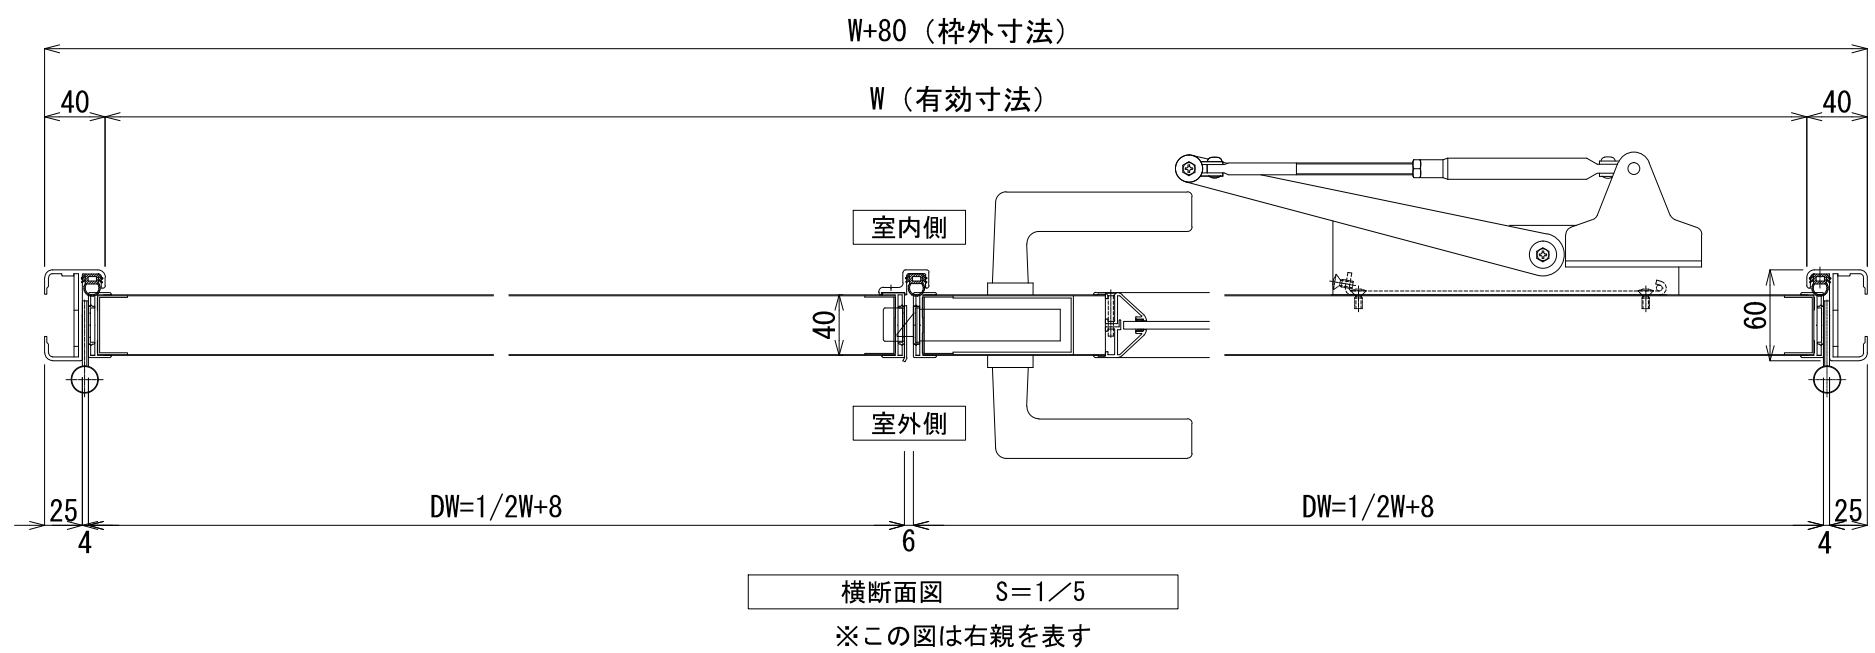 W+80（枠外寸法）
40
W（有効寸法）
40
室内側
40
60
室外側
25
DW=1/2W+8
DW=1/2W+8
25
4
6
4
横断面図　S＝1／5
※この図は右親を表す